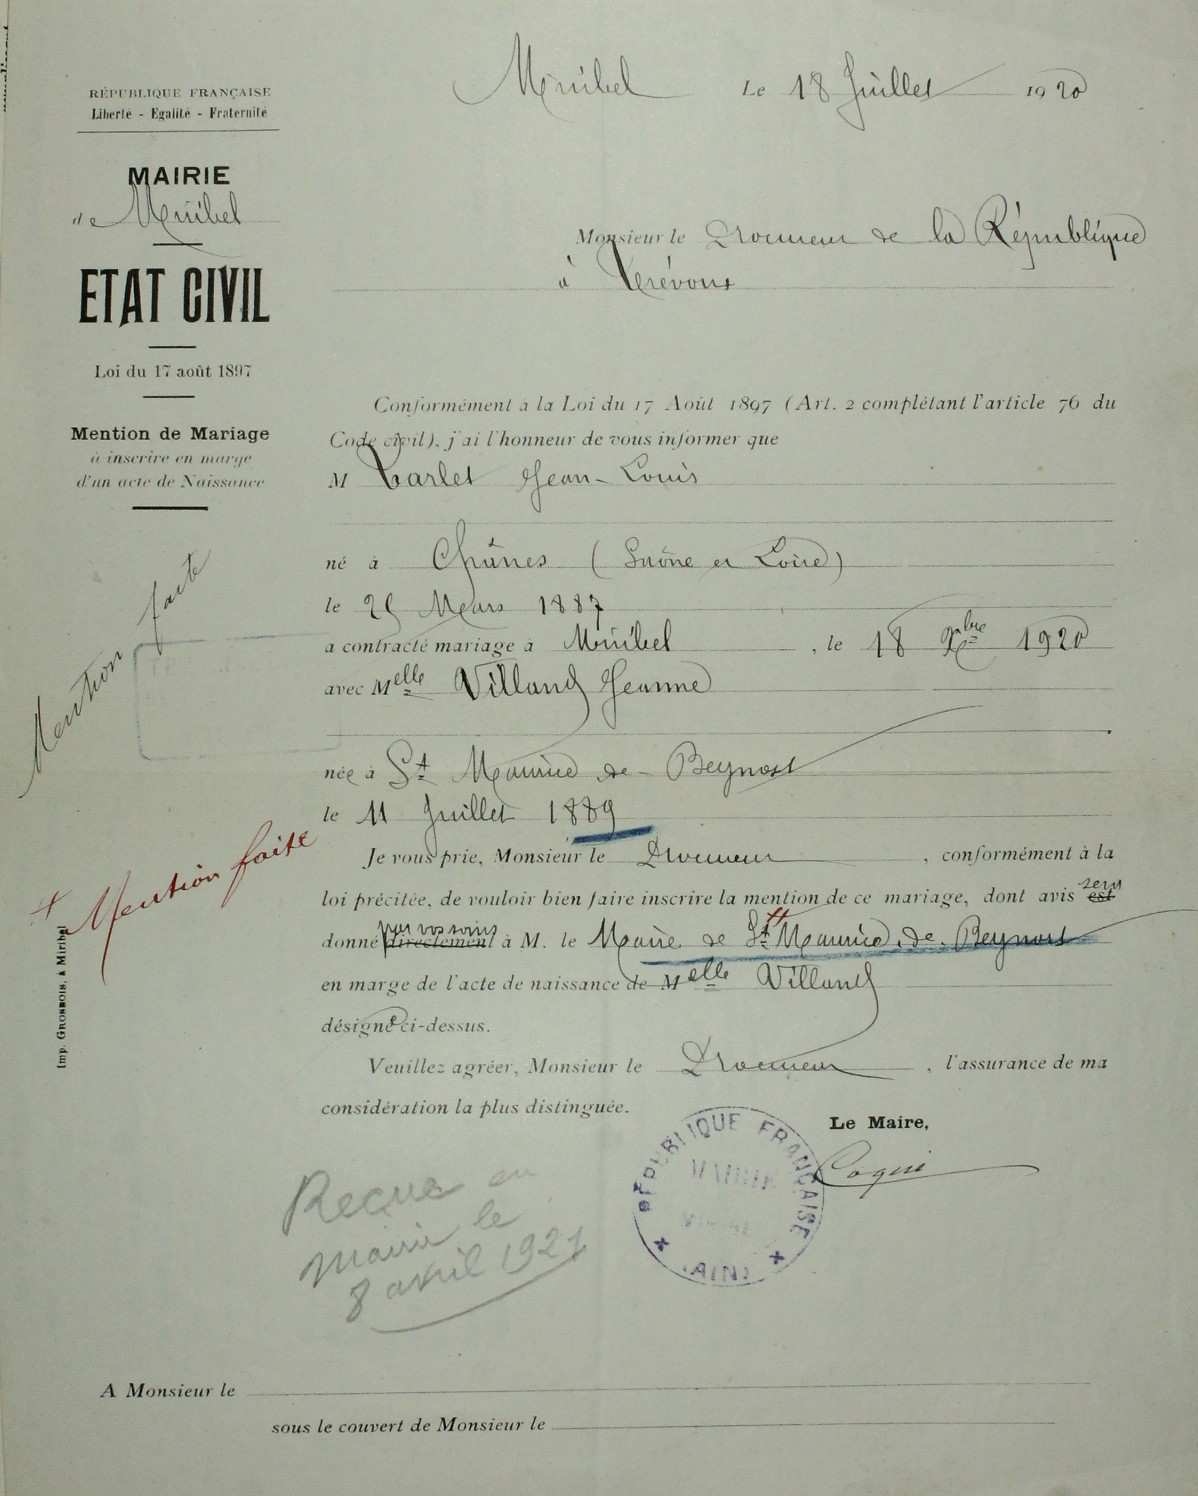 Miribel Le 18 Juillet 1920
RÉPUBLIQUE FRANÇAISE
Liberté - Egalité - Fraternité
MAIRIE
de Miribel
ETAT CIVIL
Loi du 17 août 1897
Mention de Mariage
à inscrire en marge
d'un acte de Naissance
Monsieur le Procureur de la République
à Trévoux
Conformément à la Loi du 17 Août 1897 (Art. 2 complétant l'article 76 du
Code civil), j'ai l'honneur de vous informer que
M Tarlet Jean-Louis
né à Chânes (Saône et Loire)
le 25 Mars 1887
a contracté mariage à Miribel, le 18 Xbre 1920
avec Melle Villand Jeanne
née à St Maurice de Beynost
le 11 Juillet 1889
Je vous prie, Monsieur le Procureur, conformément à la
loi précitée, de vouloir bien faire inscrire la mention de ce mariage, dont avis est sera
donné directement par vos soins à M. le Maire de St Maurice de Beynost
en marge de l'acte de naissance de Melle Villand
désignée ci-dessus.
Veuillez agréer, Monsieur le Procureur, l'assurance de ma
considération la plus distinguée.
Le Maire,
Mention faite
+ Mention faite
Imp. GROSBOIS, à Miribel
RÉPUBLIQUE FRANÇAISE
MAIRIE
(AIN)
Reçue en
mairie le
8 avril 1921
A Monsieur le
sous le couvert de Monsieur le